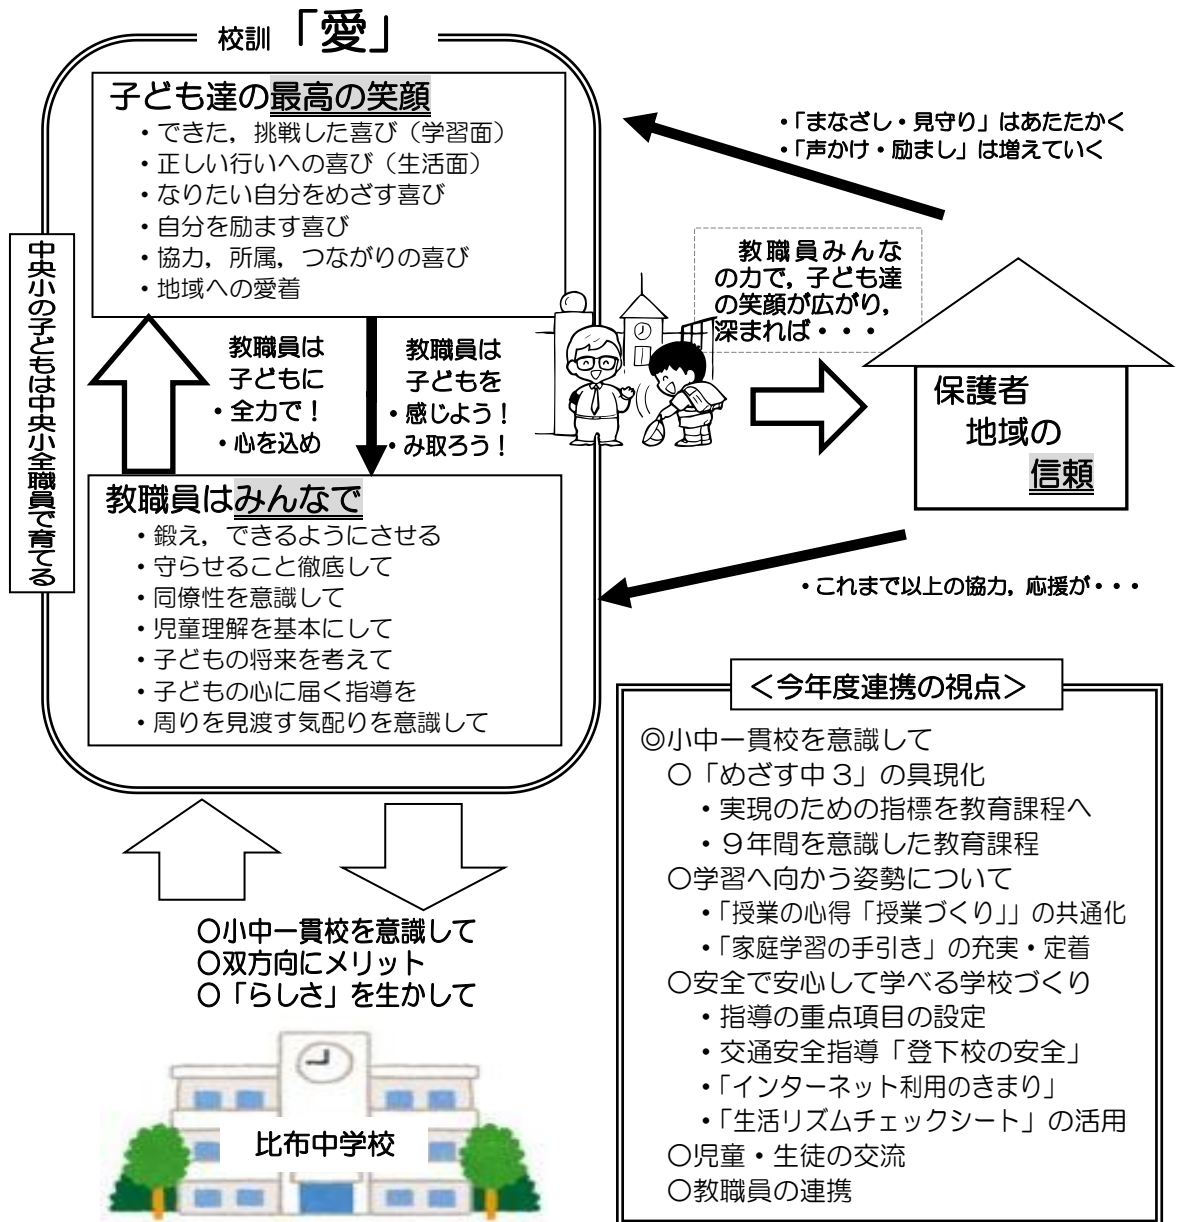 校訓「愛」
子ども達の最高の笑顔
・できた，挑戦した喜び（学習面）
・正しい行いへの喜び（生活面）
・なりたい自分をめざす喜び
・自分を励ます喜び
・協力，所属，つながりの喜び
・地域への愛着
中央小の子どもは中央小全職員で育てる
教職員は
子どもに
・全力で！
・心を込め
教職員は
子どもを
・感じよう！
・み取ろう！
教職員はみんなで
・鍛え，できるようにさせる
・守らせること徹底して
・同僚性を意識して
・児童理解を基本にして
・子どもの将来を考えて
・子どもの心に届く指導を
・周りを見渡す気配りを意識して
・「まなざし・見守り」はあたたかく
・「声かけ・励まし」は増えていく
教職員みんな
の力で，子ども達
の笑顔が広がり，
深まれば・・・
保護者
地域の
信頼
・これまで以上の協力，応援が・・・
○小中一貫校を意識して
○双方向にメリット
○「らしさ」を生かして
比布中学校
＜今年度連携の視点＞
◎小中一貫校を意識して
○「めざす中３」の具現化
・実現のための指標を教育課程へ
・９年間を意識した教育課程
○学習へ向かう姿勢について
・「授業の心得「授業づくり」」の共通化
・「家庭学習の手引き」の充実・定着
○安全で安心して学べる学校づくり
・指導の重点項目の設定
・交通安全指導「登下校の安全」
・「インターネット利用のきまり」
・「生活リズムチェックシート」の活用
○児童・生徒の交流
○教職員の連携